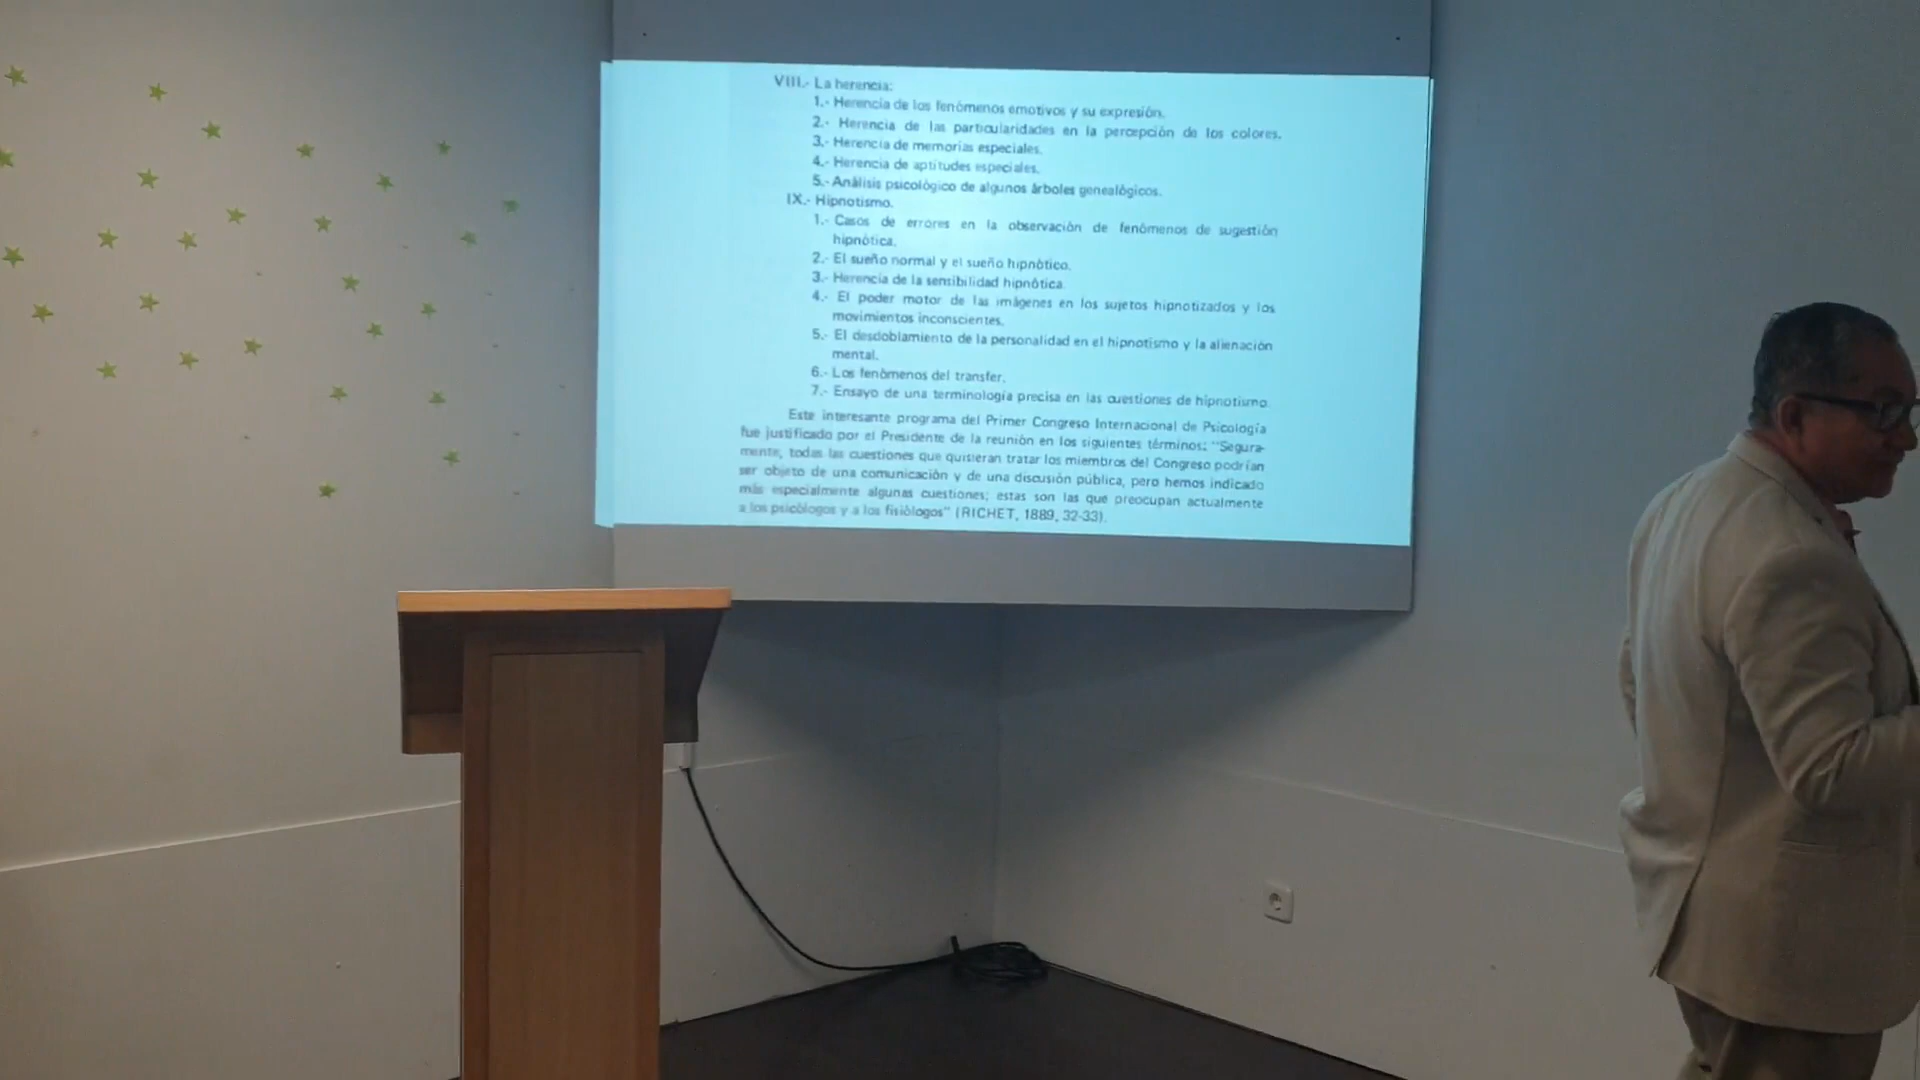 VIII.- La herencia:
1.- Herencia de los fenómenos emotivos y su expresión.
2.- Herencia de las particularidades en la percepción de los colores.
3.- Herencia de memorias especiales.
4.- Herencia de aptitudes especiales.
5.- Análisis psicológico de algunos árboles genealógicos.
IX.- Hipnotismo.
1.- Casos de errores en la observación de fenómenos de sugestión
hipnótica.
2.- El sueño normal y el sueño hipnótico.
3.- Herencia de la sensibilidad hipnótica.
4.- El poder motor de las imágenes en los sujetos hipnotizados y los
movimientos inconscientes.
5.- El desdoblamiento de la personalidad en el hipnotismo y la alienación
mental.
6.- Los fenómenos del transfer.
7.- Ensayo de una terminología precisa en las cuestiones de hipnotismo.
Este interesante programa del Primer Congreso Internacional de Psicología
fue justificado por el Presidente de la reunión en los siguientes términos: "Segura-
mente, todas las cuestiones que quisieran tratar los miembros del Congreso podrían
ser objeto de una comunicación y de una discusión pública, pero hemos indicado
más especialmente algunas cuestiones; estas son las que preocupan actualmente
a los psicólogos y a los fisiólogos" (RICHET, 1889, 32-33).